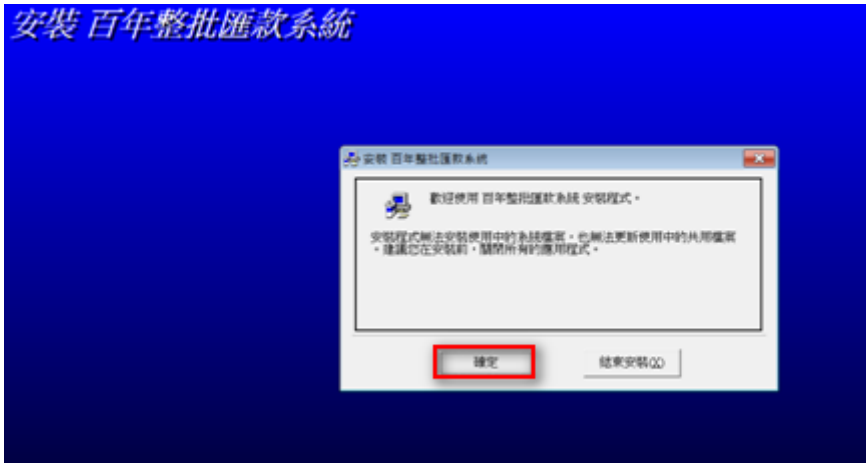 安裝 百年整批匯款系統
安裝 百年整批匯款系統
歡迎使用 百年整批匯款系統 安裝程式。
安裝程式無法安裝使用中的系統檔案，也無法更新使用中的共用檔案
。建議您在安裝前，關閉所有的應用程式。
確定
結束安裝(X)